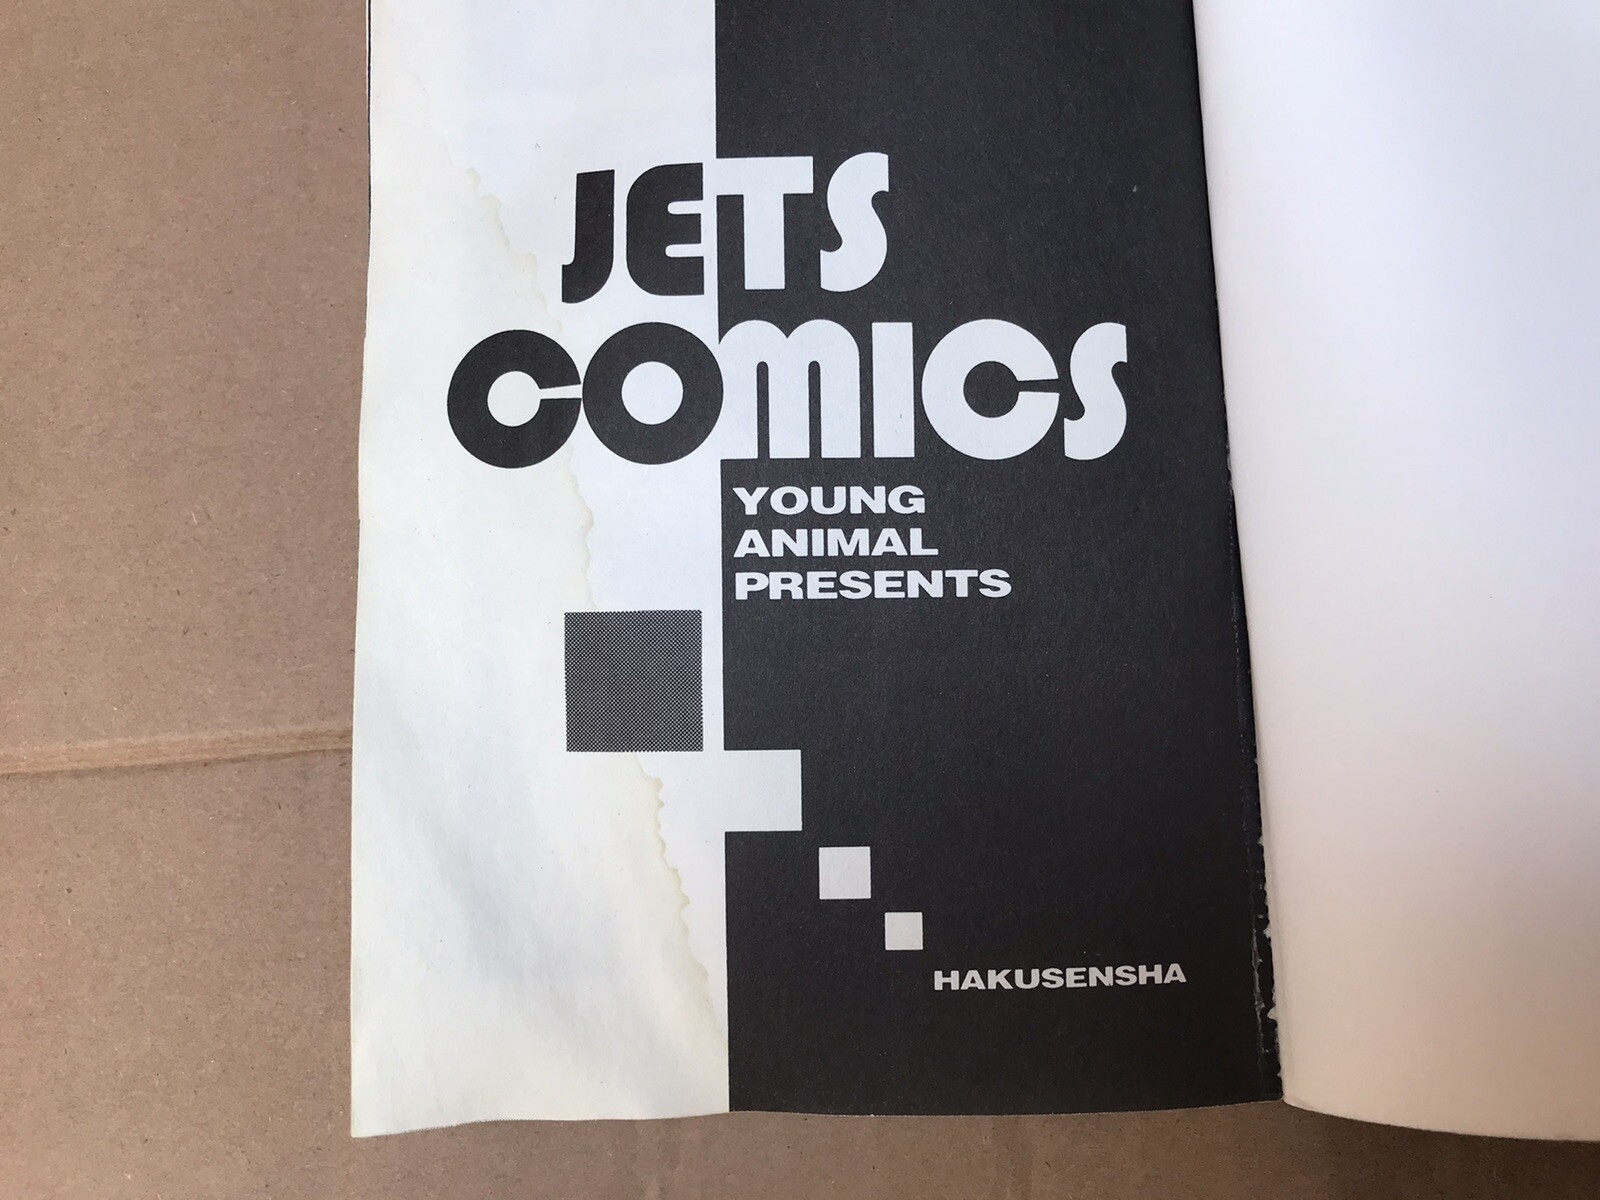 JETS
COMICS
YOUNG
ANIMAL
PRESENTS
HAKUSENSHA